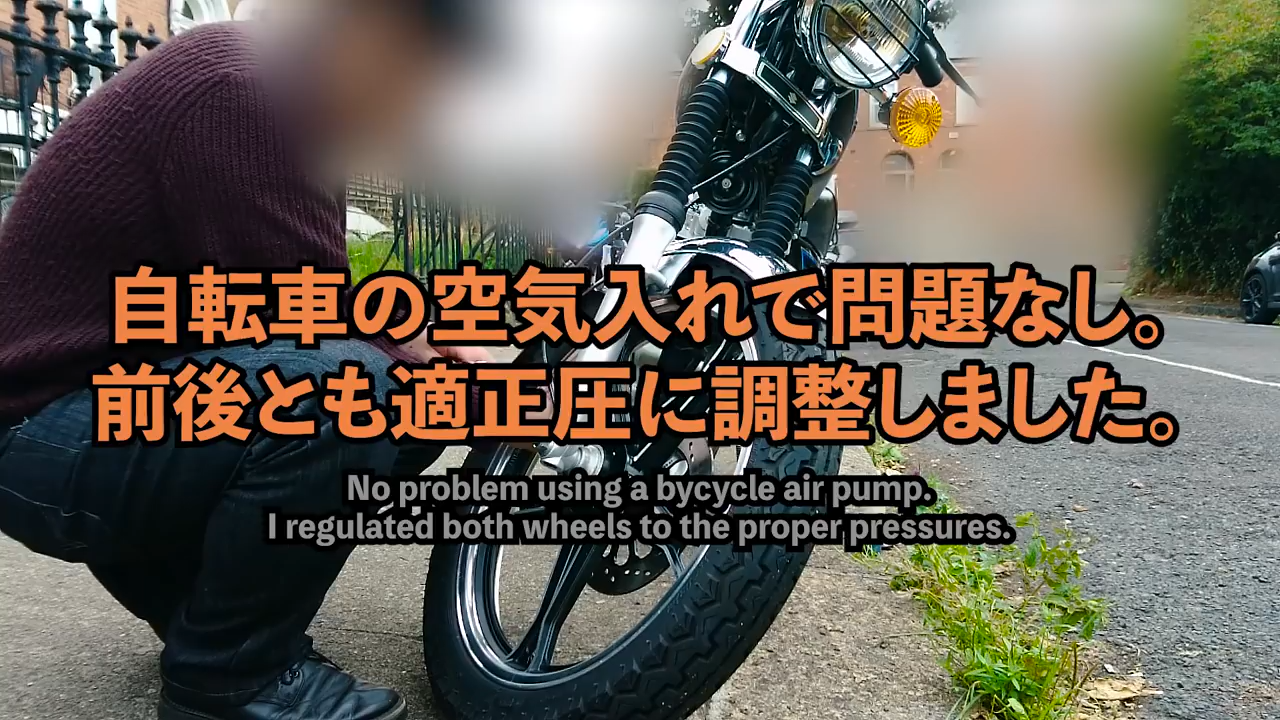 自転車の空気入れで問題なし。
前後とも適正圧に調整しました。
No problem using a bycycle air pump.
I regulated both wheels to the proper pressures.